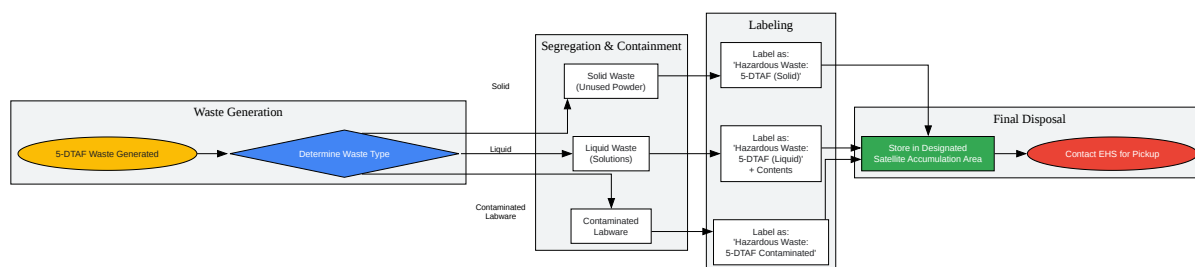 Waste Generation
5-DTAF Waste Generated
Determine Waste Type
Solid
Liquid
Contaminated
Labware
Segregation & Containment
Solid Waste
(Unused Powder)
Liquid Waste
(Solutions)
Contaminated
Labware
Labeling
Label as:
'Hazardous Waste:
5-DTAF (Solid)'
Label as:
'Hazardous Waste:
5-DTAF (Liquid)'
+ Contents
Label as:
'Hazardous Waste:
5-DTAF Contaminated'
Final Disposal
Store in Designated
Satellite Accumulation Area
Contact EHS for Pickup